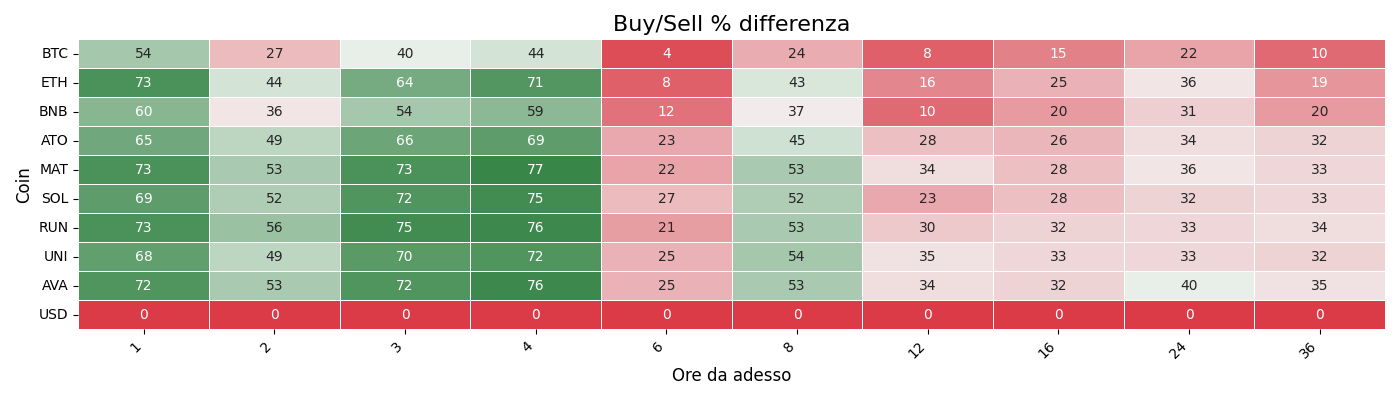 Buy/Sell % differenza
Coin
BTC 54 27 40 44 4 24 8 15 22 10
ETH 73 44 64 71 8 43 16 25 36 19
BNB 60 36 54 59 12 37 10 20 31 20
ATO 65 49 66 69 23 45 28 26 34 32
MAT 73 53 73 77 22 53 34 28 36 33
SOL 69 52 72 75 27 52 23 28 32 33
RUN 73 56 75 76 21 53 30 32 33 34
UNI 68 49 70 72 25 54 35 33 33 32
AVA 72 53 72 76 25 53 34 32 40 35
USD 0 0 0 0 0 0 0 0 0 0
1 2 3 4 6 8 12 16 24 36
Ore da adesso